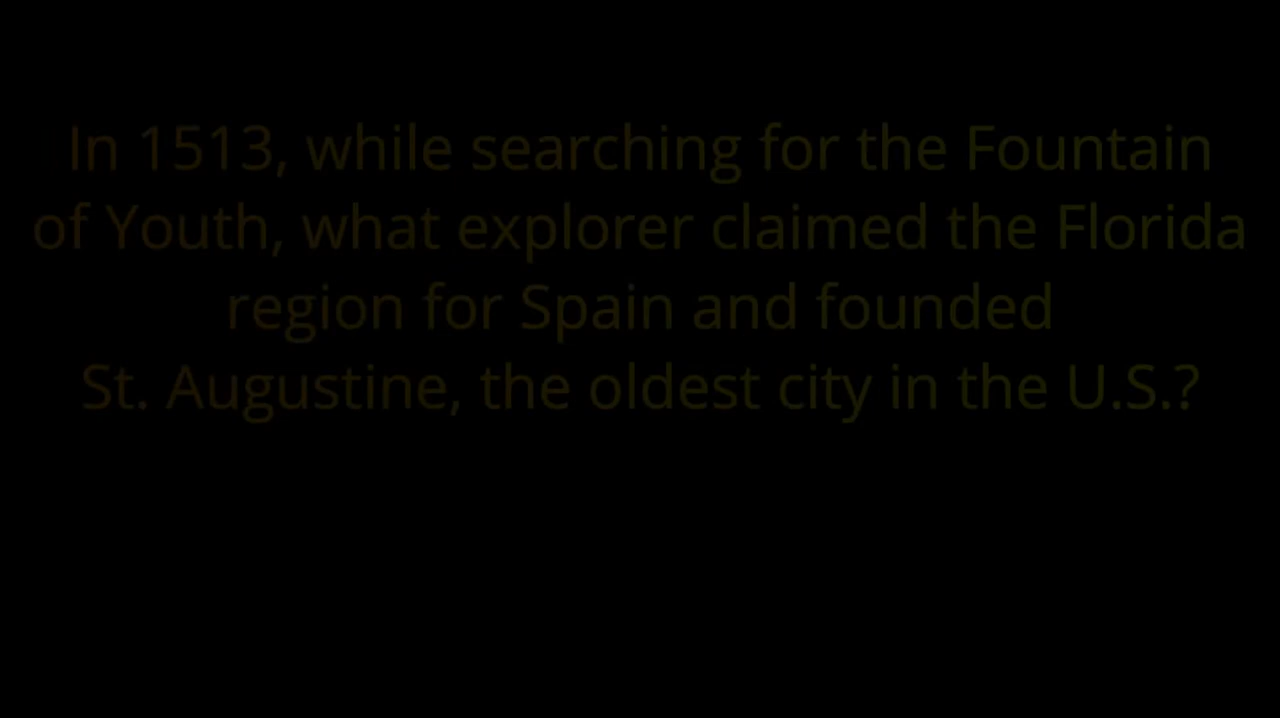 In 1513, while searching for the Fountain
of Youth, what explorer claimed the Florida
region for Spain and founded
St. Augustine, the oldest city in the U.S.?